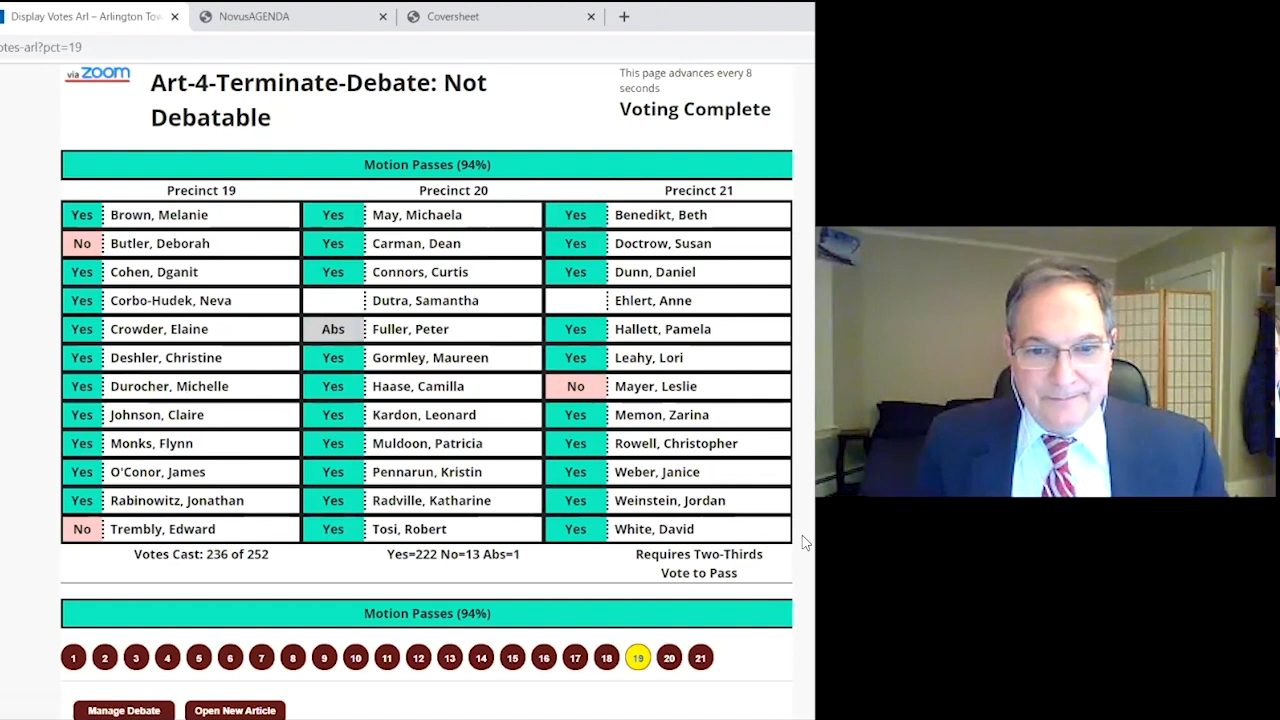 Display Votes Arl – Arlington Tow
NovusAGENDA
Coversheet
otes-arl?pct=19
via zoom
Art-4-Terminate-Debate: Not
Debatable
This page advances every 8
seconds
Voting Complete
Motion Passes (94%)
Precinct 19 Precinct 20 Precinct 21
Yes Brown, Melanie Yes May, Michaela Yes Benedikt, Beth
No Butler, Deborah Yes Carman, Dean Yes Doctrow, Susan
Yes Cohen, Dganit Yes Connors, Curtis Yes Dunn, Daniel
Yes Corbo-Hudek, Neva Dutra, Samantha Ehlert, Anne
Yes Crowder, Elaine Abs Fuller, Peter Yes Hallett, Pamela
Yes Deshler, Christine Yes Gormley, Maureen Yes Leahy, Lori
Yes Durocher, Michelle Yes Haase, Camilla No Mayer, Leslie
Yes Johnson, Claire Yes Kardon, Leonard Yes Memon, Zarina
Yes Monks, Flynn Yes Muldoon, Patricia Yes Rowell, Christopher
Yes O'Conor, James Yes Pennarun, Kristin Yes Weber, Janice
Yes Rabinowitz, Jonathan Yes Radville, Katharine Yes Weinstein, Jordan
No Trembly, Edward Yes Tosi, Robert Yes White, David
Votes Cast: 236 of 252 Yes=222 No=13 Abs=1 Requires Two-Thirds
Vote to Pass
Motion Passes (94%)
1 2 3 4 5 6 7 8 9 10 11 12 13 14 15 16 17 18 19 20 21
Manage Debate Open New Article